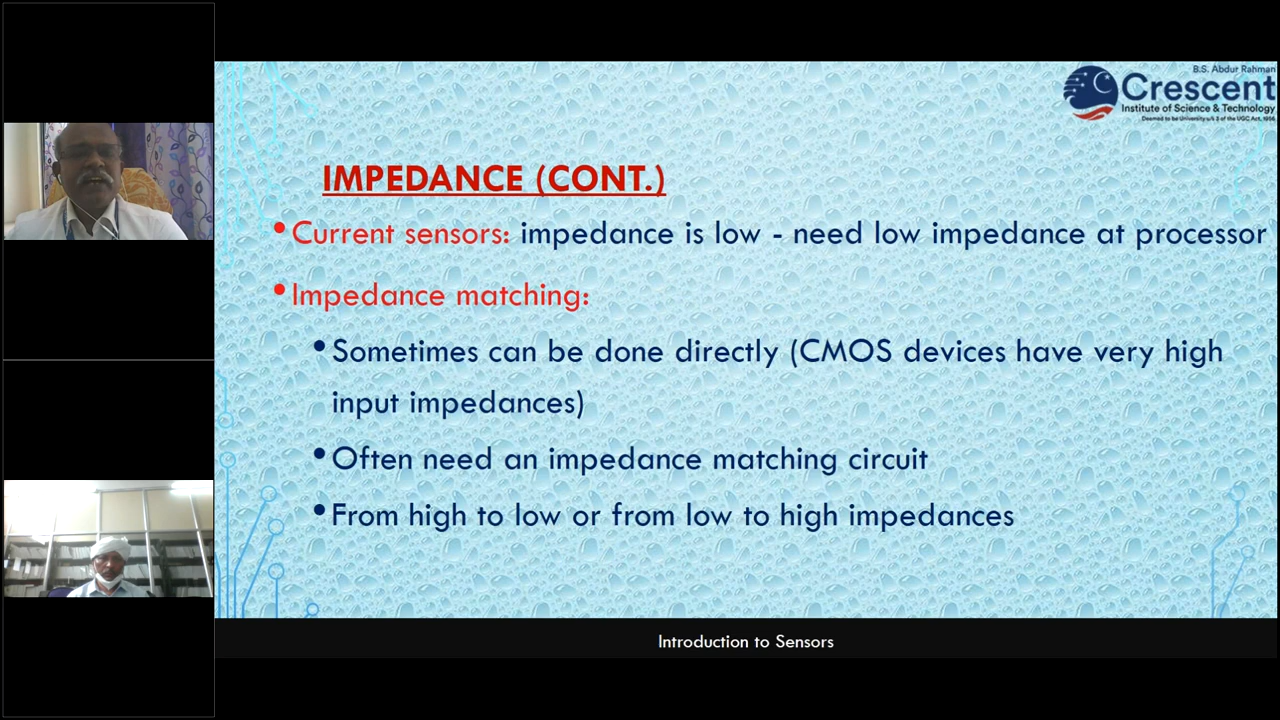 B.S. Abdur Rahman
Crescent
Institute of Science & Technology
Deemed to be University u/s 3 of the UGC Act, 1956
IMPEDANCE (CONT.)
• Current sensors: impedance is low - need low impedance at processor
• Impedance matching:
• Sometimes can be done directly (CMOS devices have very high
input impedances)
• Often need an impedance matching circuit
• From high to low or from low to high impedances
Introduction to Sensors